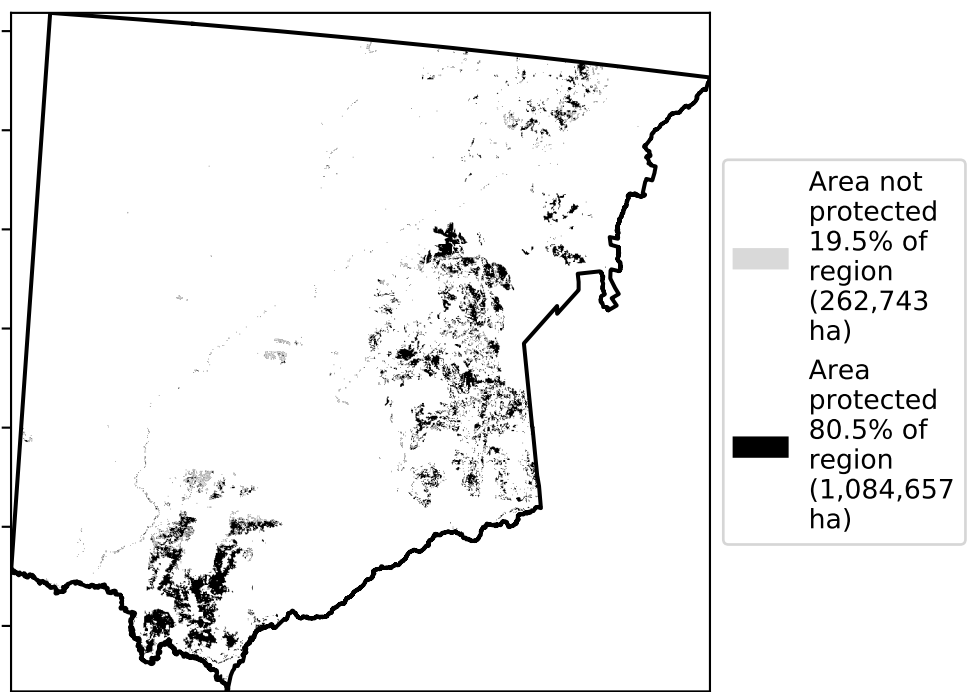 Area not
protected
19.5% of
region
(262,743
ha)
Area
protected
80.5% of
region
(1,084,657
ha)